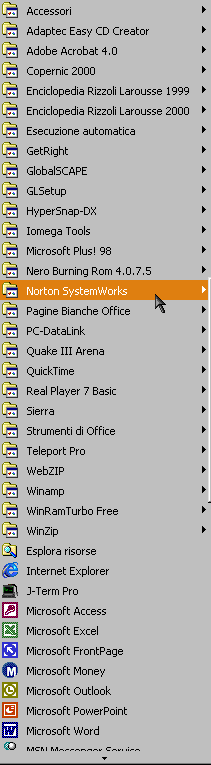 Accessori
Adaptec Easy CD Creator
Adobe Acrobat 4.0
Copernic 2000
Enciclopedia Rizzoli Larousse 1999
Enciclopedia Rizzoli Larousse 2000
Esecuzione automatica
GetRight
GlobalSCAPE
GLSetup
HyperSnap-DX
Iomega Tools
Microsoft Plus! 98
Nero Burning Rom 4.0.7.5
Norton SystemWorks
Pagine Bianche Office
PC-DataLink
Quake III Arena
QuickTime
Real Player 7 Basic
Sierra
Strumenti di Office
Teleport Pro
WebZIP
Winamp
WinRamTurbo Free
WinZip
Esplora risorse
Internet Explorer
J-Term Pro
Microsoft Access
Microsoft Excel
Microsoft FrontPage
Microsoft Money
Microsoft Outlook
Microsoft PowerPoint
Microsoft Word
MSN Messenger Service